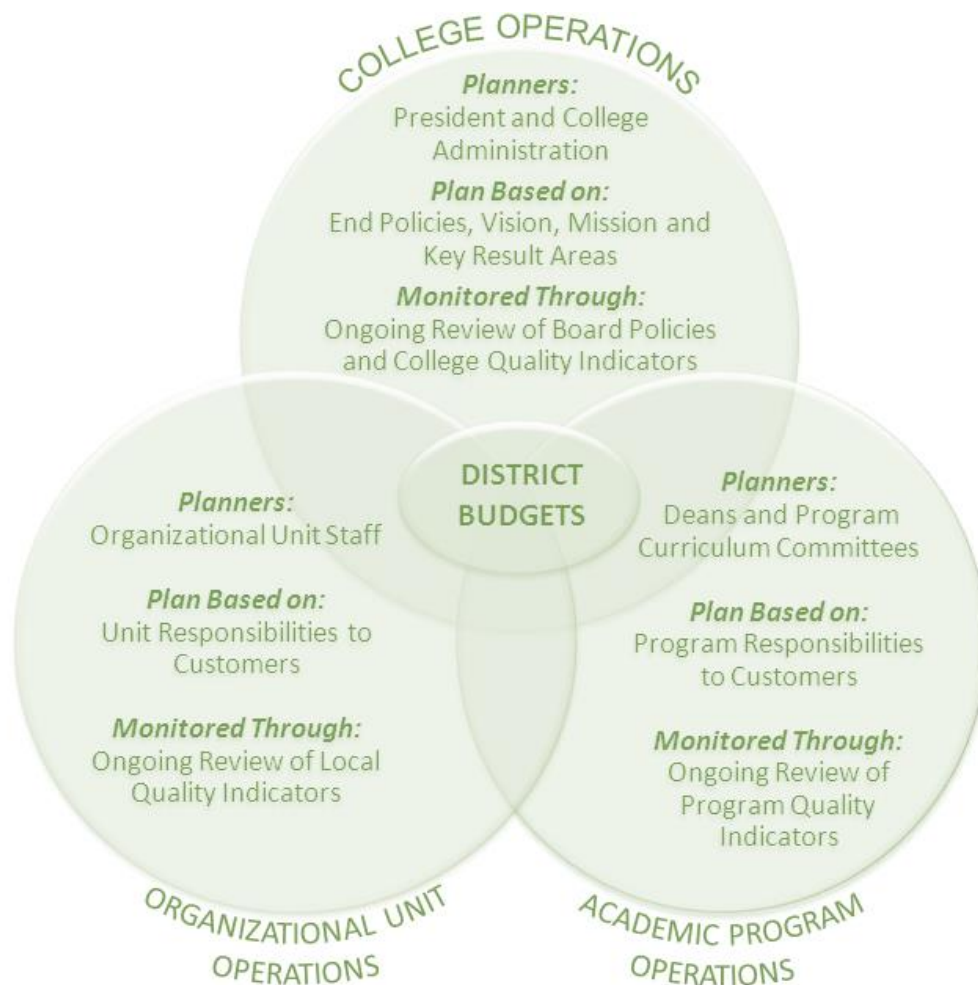 COLLEGE OPERATIONS
Planners:
President and College
Administration
Plan Based on:
End Policies, Vision, Mission and
Key Result Areas
Monitored Through:
Ongoing Review of Board Policies
and College Quality Indicators
DISTRICT
BUDGETS
Planners:
Organizational Unit Staff
Plan Based on:
Unit Responsibilities to
Customers
Monitored Through:
Ongoing Review of Local
Quality Indicators
ORGANIZATIONAL UNIT
OPERATIONS
Planners:
Deans and Program
Curriculum Committees
Plan Based on:
Program Responsibilities
to Customers
Monitored Through:
Ongoing Review of
Program Quality
Indicators
ACADEMIC PROGRAM
OPERATIONS